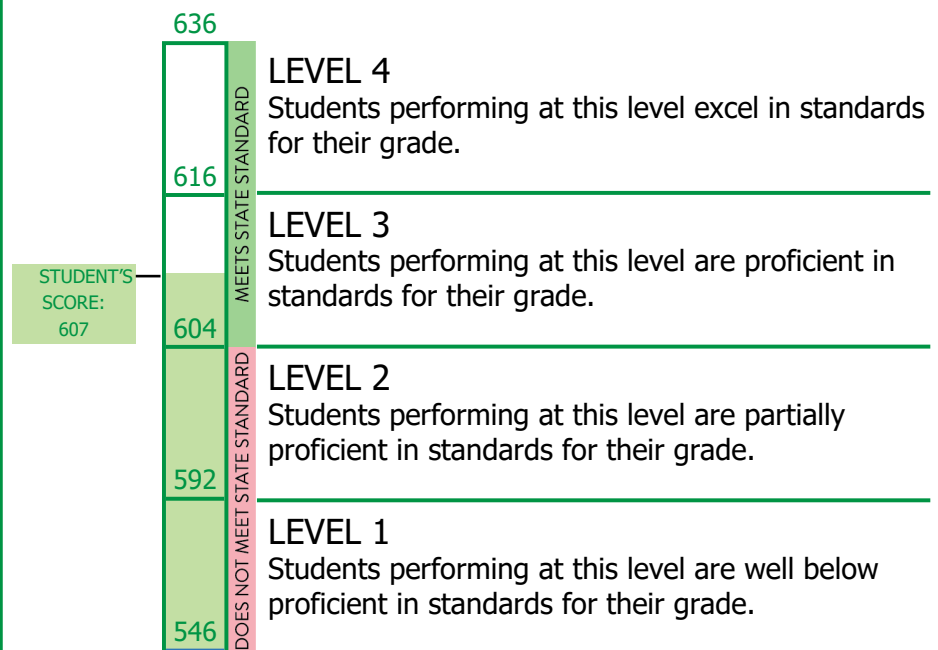 636
LEVEL 4
Students performing at this level excel in standards
for their grade.
616
MEETS STATE STANDARD
LEVEL 3
Students performing at this level are proficient in
standards for their grade.
STUDENT'S
SCORE:
607
604
LEVEL 2
Students performing at this level are partially
proficient in standards for their grade.
592
DOES NOT MEET STATE STANDARD
LEVEL 1
Students performing at this level are well below
proficient in standards for their grade.
546